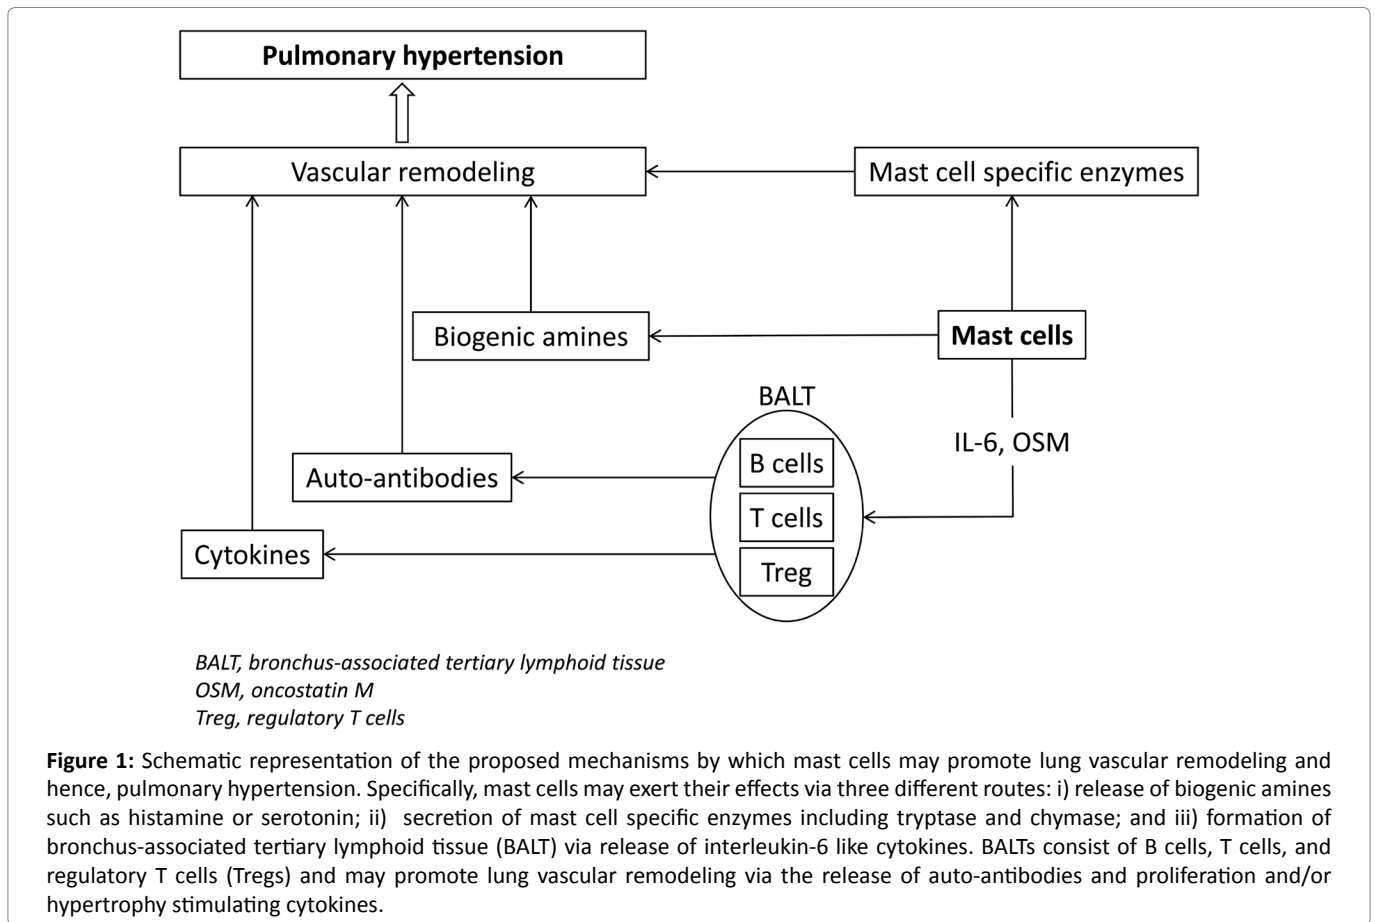 Pulmonary hypertension
Vascular remodeling
Mast cell specific enzymes
Biogenic amines
Mast cells
BALT
IL-6, OSM
B cells
Auto-antibodies
T cells
Cytokines
Treg
BALT, bronchus-associated tertiary lymphoid tissue
OSM, oncostatin M
Treg, regulatory T cells
Figure 1: Schematic representation of the proposed mechanisms by which mast cells may promote lung vascular remodeling and
hence, pulmonary hypertension. Specifically, mast cells may exert their effects via three different routes: i) release of biogenic amines
such as histamine or serotonin; ii) secretion of mast cell specific enzymes including tryptase and chymase; and iii) formation of
bronchus-associated tertiary lymphoid tissue (BALT) via release of interleukin-6 like cytokines. BALTs consist of B cells, T cells, and
regulatory T cells (Tregs) and may promote lung vascular remodeling via the release of auto-antibodies and proliferation and/or
hypertrophy stimulating cytokines.